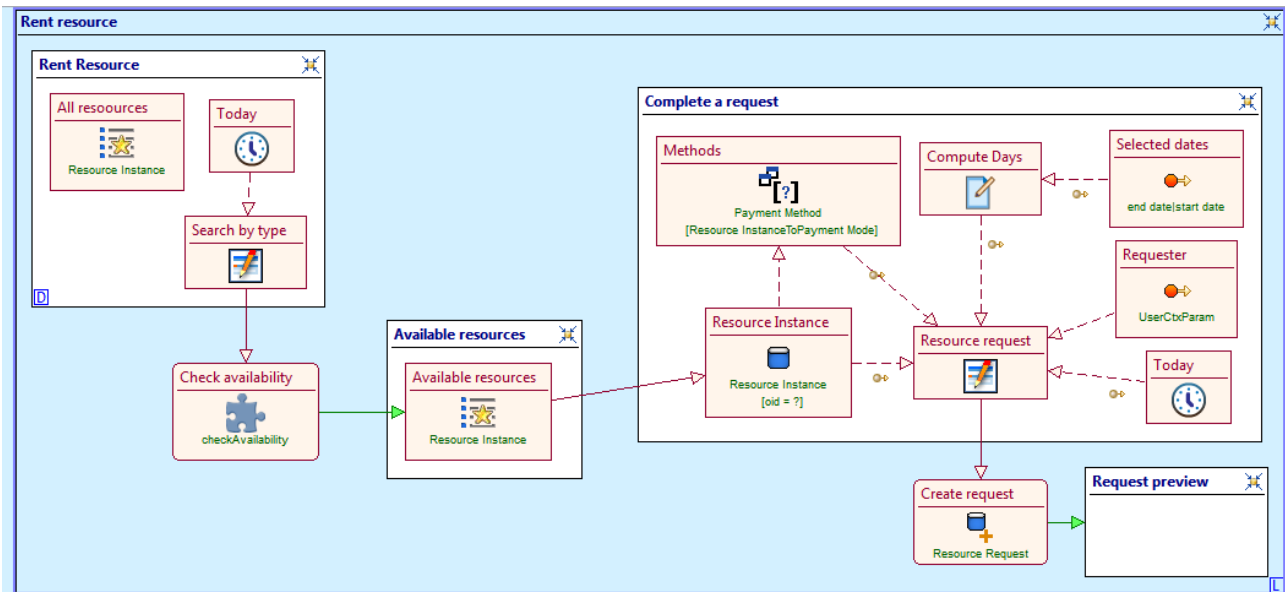 Rent resource
Rent Resource
All resoources
Resource Instance
Today
Search by type
D
Check availability
checkAvailability
Available resources
Available resources
Resource Instance
Complete a request
Methods
[?]
Payment Method
[Resource InstanceToPayment Mode]
Compute Days
Selected dates
end date|start date
Requester
UserCtxParam
Resource Instance
Resource Instance
[oid = ?]
Resource request
Today
Create request
Resource Request
Request preview
L